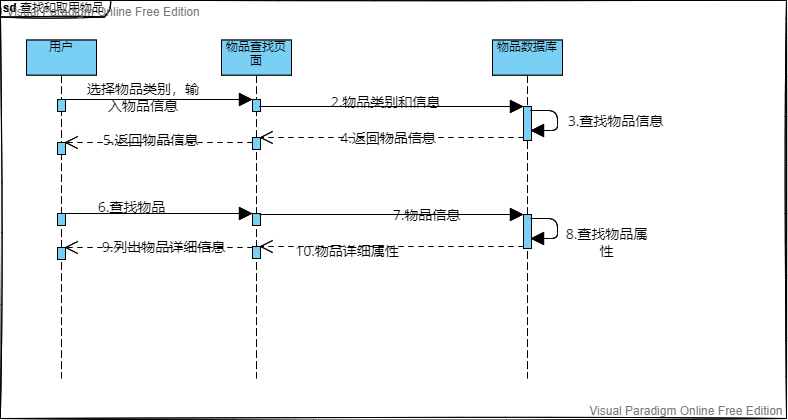 sd 查找和取用物品
Visual Paradigm Online Free Edition
用户
物品查找页
面
物品数据库
选择物品类别，输
入物品信息
2.物品类别和信息
3.查找物品信息
4.返回物品信息
5.返回物品信息
6.查找物品
7.物品信息
8.查找物品属
性
9.列出物品详细信息
10.物品详细属性
Visual Paradigm Online Free Edition